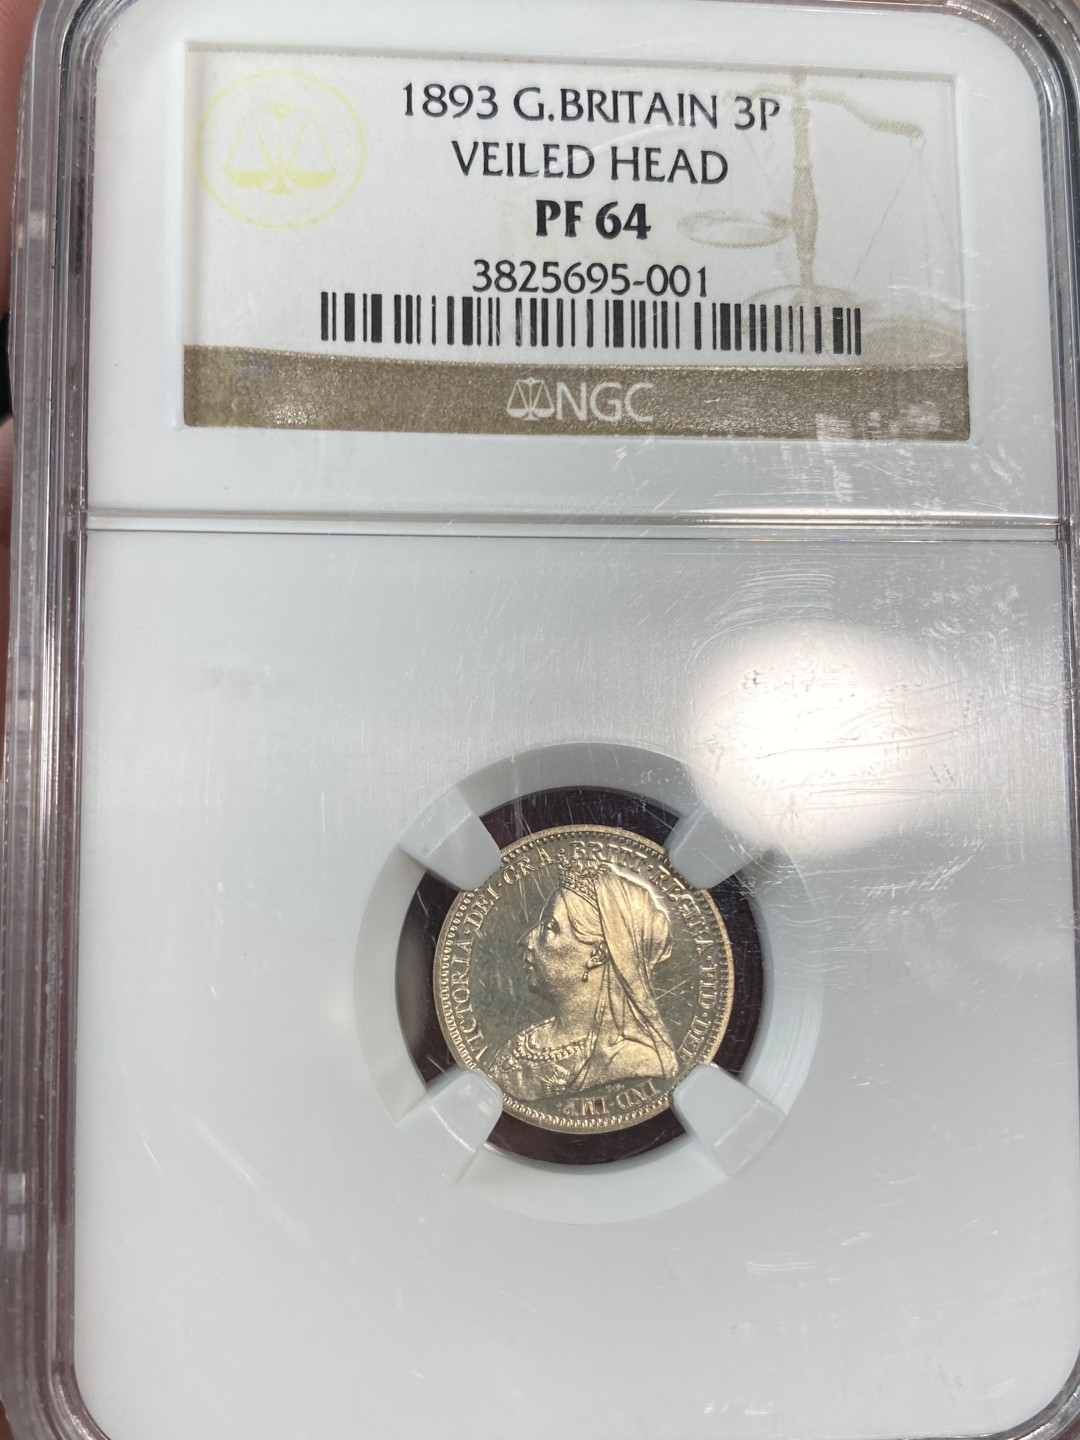 1893 G.BRITAIN 3P
VEILED HEAD
PF 64
3825695-001
NGC
VICTORIA·DEI·GRA·BRITT·REGINA·FID·DEF·
IND·IMP·